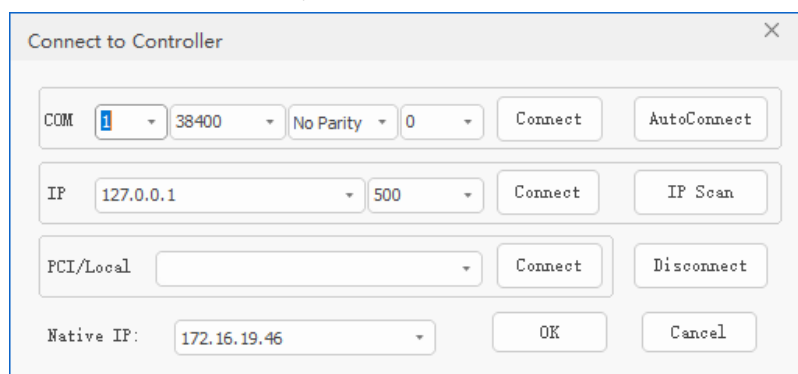 Connect to Controller
COM 1 38400 No Parity 0 Connect AutoConnect
IP 127.0.0.1 500 Connect IP Scan
PCI/Local Connect Disconnect
Native IP: 172.16.19.46 OK Cancel